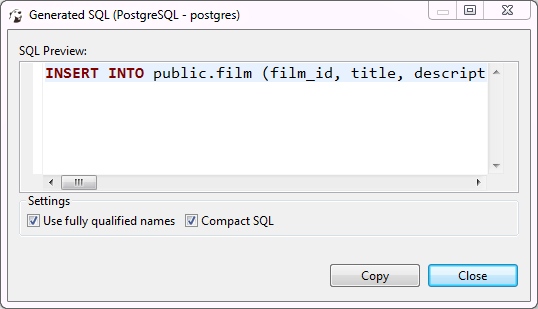 Generated SQL (PostgreSQL - postgres)
SQL Preview:
INSERT INTO public.film (film_id, title, descript
Settings
Use fully qualified names Compact SQL
Copy Close